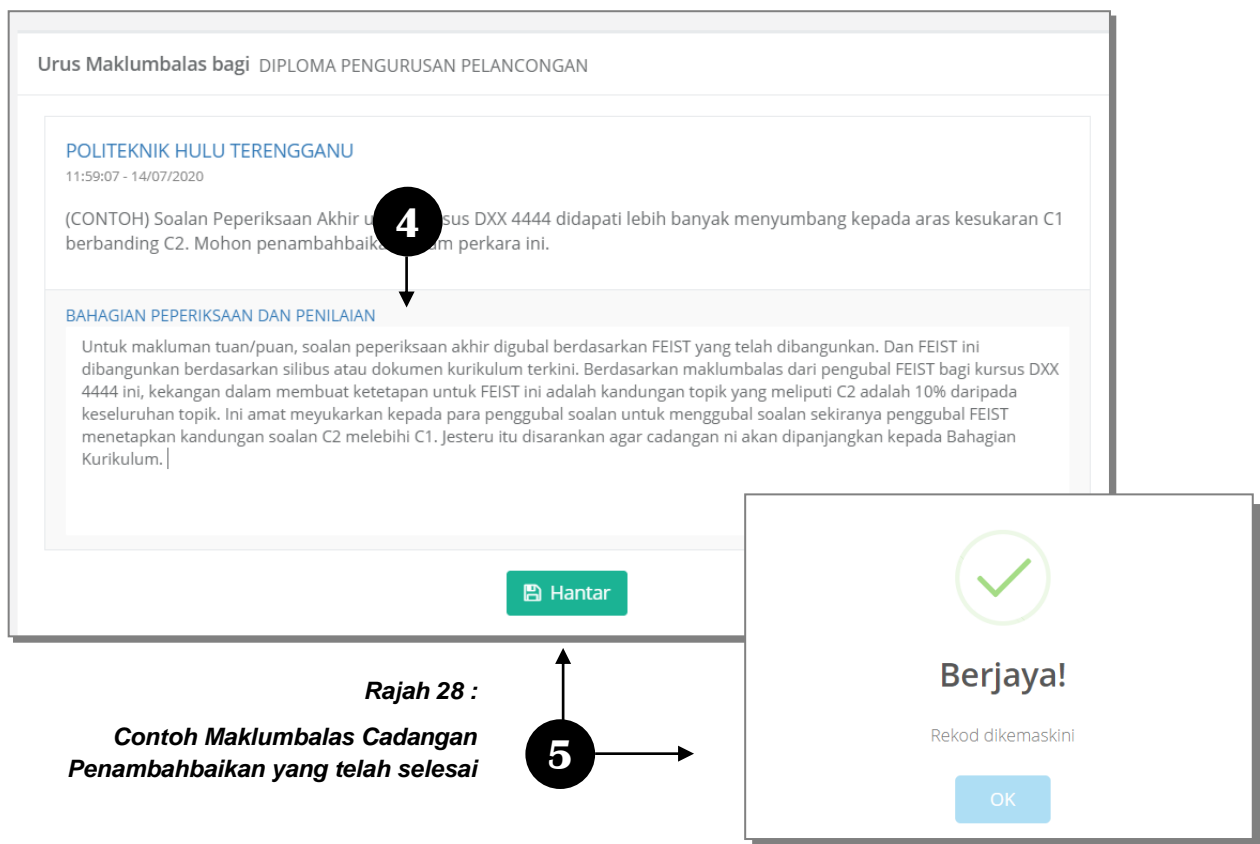 Urus Maklumbalas bagi DIPLOMA PENGURUSAN PELANCONGAN
POLITEKNIK HULU TERENGGANU
11:59:07 - 14/07/2020
(CONTOH) Soalan Peperiksaan Akhir u sus DXX 4444 didapati lebih banyak menyumbang kepada aras kesukaran C1
berbanding C2. Mohon penambahbaika m perkara ini.
4
BAHAGIAN PEPERIKSAAN DAN PENILAIAN
Untuk makluman tuan/puan, soalan peperiksaan akhir digubal berdasarkan FEIST yang telah dibangunkan. Dan FEIST ini
dibangunkan berdasarkan silibus atau dokumen kurikulum terkini. Berdasarkan maklumbalas dari pengubal FEIST bagi kursus DXX
4444 ini, kekangan dalam membuat ketetapan untuk FEIST ini adalah kandungan topik yang meliputi C2 adalah 10% daripada
keseluruhan topik. Ini amat meyukarkan kepada para penggubal soalan untuk menggubal soalan sekiranya penggubal FEIST
menetapkan kandungan soalan C2 melebihi C1. Jesteru itu disarankan agar cadangan ni akan dipanjangkan kepada Bahagian
Kurikulum.
Hantar
Berjaya!
Rekod dikemaskini
OK
Rajah 28 :
Contoh Maklumbalas Cadangan
Penambahbaikan yang telah selesai
5